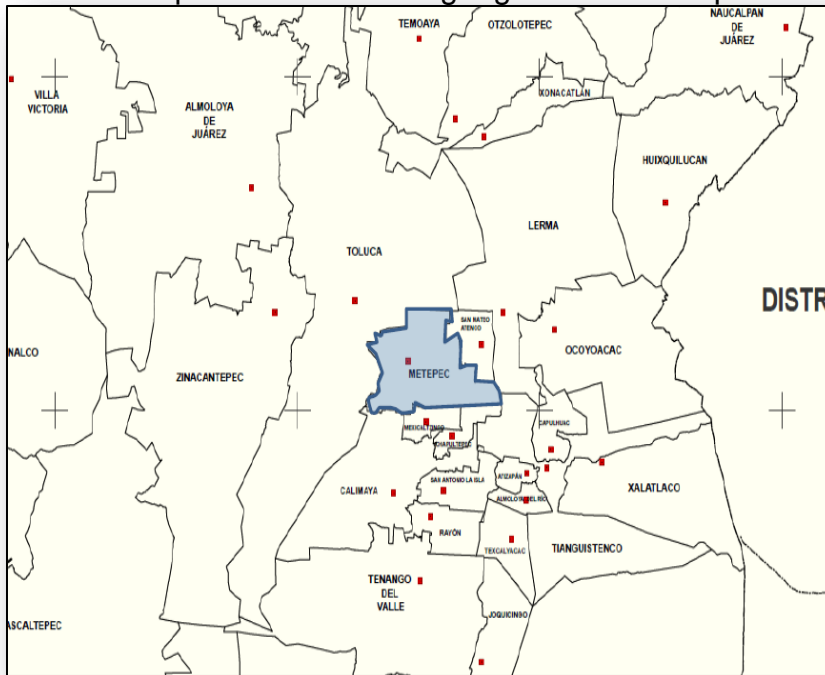 TEMOAYA
OTZOLOTEPEC
NAUCALPAN
DE
JUÁREZ
VILLA
VICTORIA
ALMOLOYA
DE
JUÁREZ
XONACATLÁN
HUIXQUILUCAN
LERMA
TOLUCA
DISTR
SAN MATEO
ATENCO
OCOYOACAC
NALCO
ZINACANTEPEC
METEPEC
MEXICALTZINGO
CAPULHUAC
CHAPULTEPEC
SAN ANTONIO LA ISLA
ATIZAPÁN
CALIMAYA
XALATLACO
ALMOLOYA DEL RÍO
RAYÓN
TEXCALYACAC
TIANGUISTENCO
TENANGO
DEL
VALLE
JOQUICINGO
ASCALTEPEC